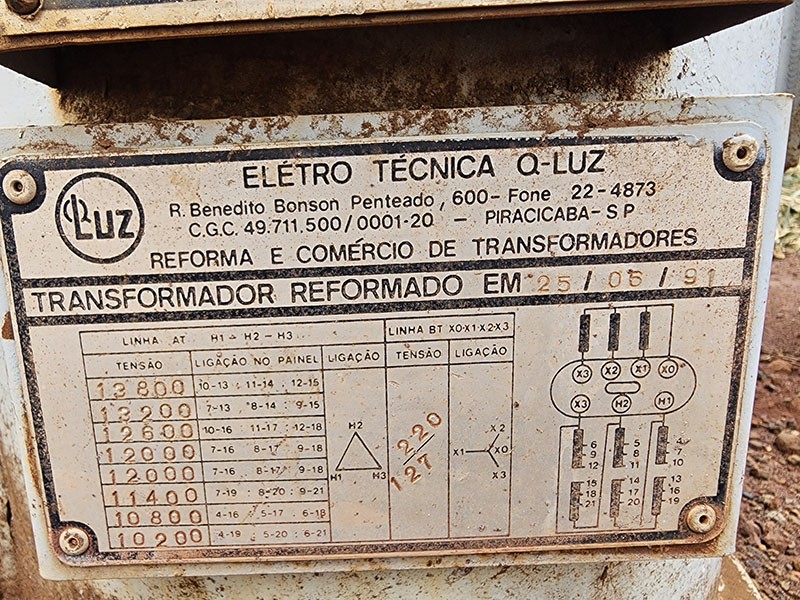 ELÉTRO TÉCNICA Q-LUZ
QLUZ
R. Benedito Bonson Penteado, 600 - Fone 22-4873
C.G.C. 49.711.500/0001-20 - PIRACICABA - S P
REFORMA E COMÉRCIO DE TRANSFORMADORES
TRANSFORMADOR REFORMADO EM 25/06/91
LINHA AT H1 - H2 - H3 LINHA BT X0-X1-X2-X3
TENSÃO LIGAÇÃO NO PAINEL LIGAÇÃO TENSÃO LIGAÇÃO
13800 10-13 : 11-14 : 12-15
13200 7-13 : 8-14 : 9-15
12600 10-16 : 11-17 : 12-18
12000 7-16 : 8-17 : 9-18
12000 7-16 : 8-17 : 9-18
11400 7-19 : 8-20 : 9-21
10800 4-16 : 5-17 : 6-18
10200 4-19 : 5-20 : 6-21
H2
H1 H3
220/127
X2
X1 X0
X3
X3 X2 X1 X0
X3 H2 H1
6 5 4
9 8 7
12 11 10
15 14 13
18 17 16
21 20 19